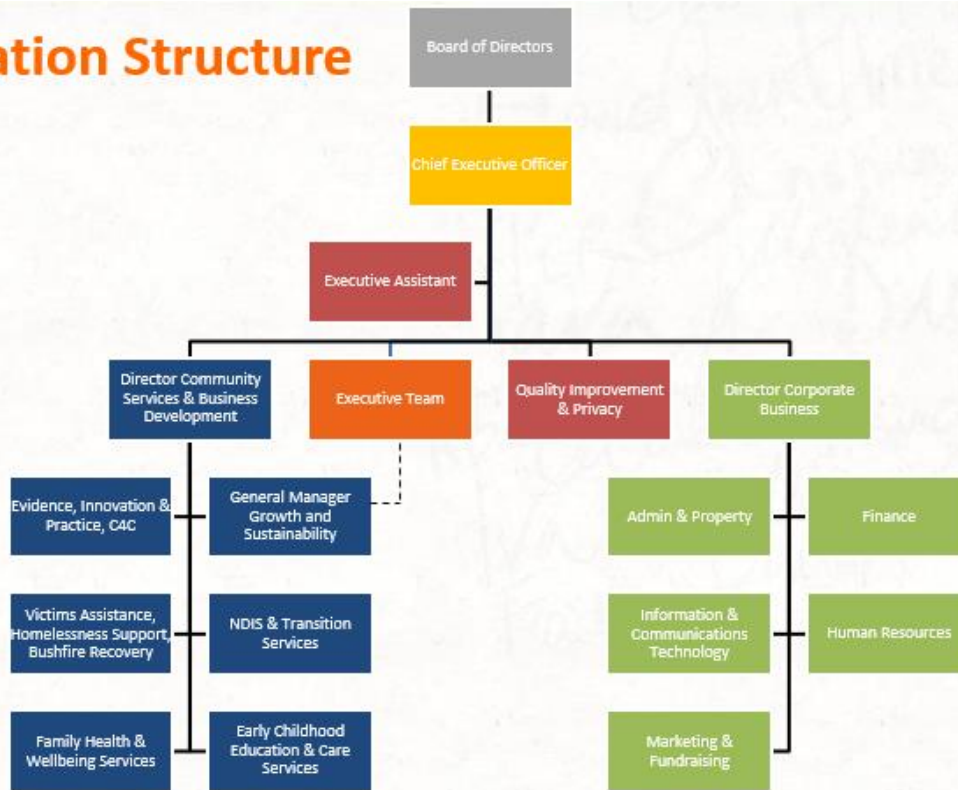 ation Structure
Board of Directors
Chief Executive Officer
Executive Assistant
Director Community
Services & Business
Development
Executive Team
Quality Improvement
& Privacy
Director Corporate
Business
Evidence, Innovation &
Practice, C4C
General Manager
Growth and
Sustainability
Admin & Property
Finance
Victims Assistance,
Homelessness Support,
Bushfire Recovery
NDIS & Transition
Services
Information &
Communications
Technology
Human Resources
Family Health &
Wellbeing Services
Early Childhood
Education & Care
Services
Marketing &
Fundraising